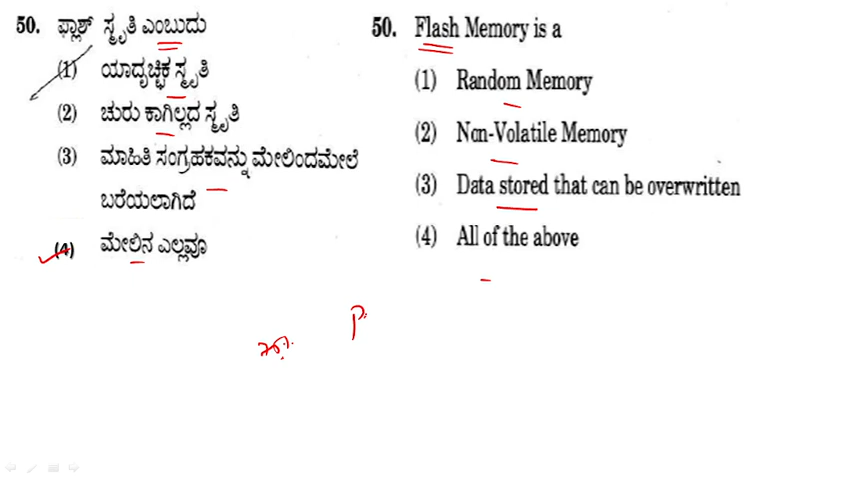 50. ಫ್ಲಾಶ್ ಸ್ಮೃತಿ ಎಂಬುದು
(1) ಯಾದೃಚ್ಛಿಕ ಸ್ಮೃತಿ
(2) ಚುರು ಕಾಗಿಲ್ಲದ ಸ್ಮೃತಿ
(3) ಮಾಹಿತಿ ಸಂಗ್ರಹಕವನ್ನು ಮೇಲಿಂದಮೇಲೆ
ಬರೆಯಲಾಗಿದೆ
(4) ಮೇಲಿನ ಎಲ್ಲವೂ
50. Flash Memory is a
(1) Random Memory
(2) Non-Volatile Memory
(3) Data stored that can be overwritten
(4) All of the above